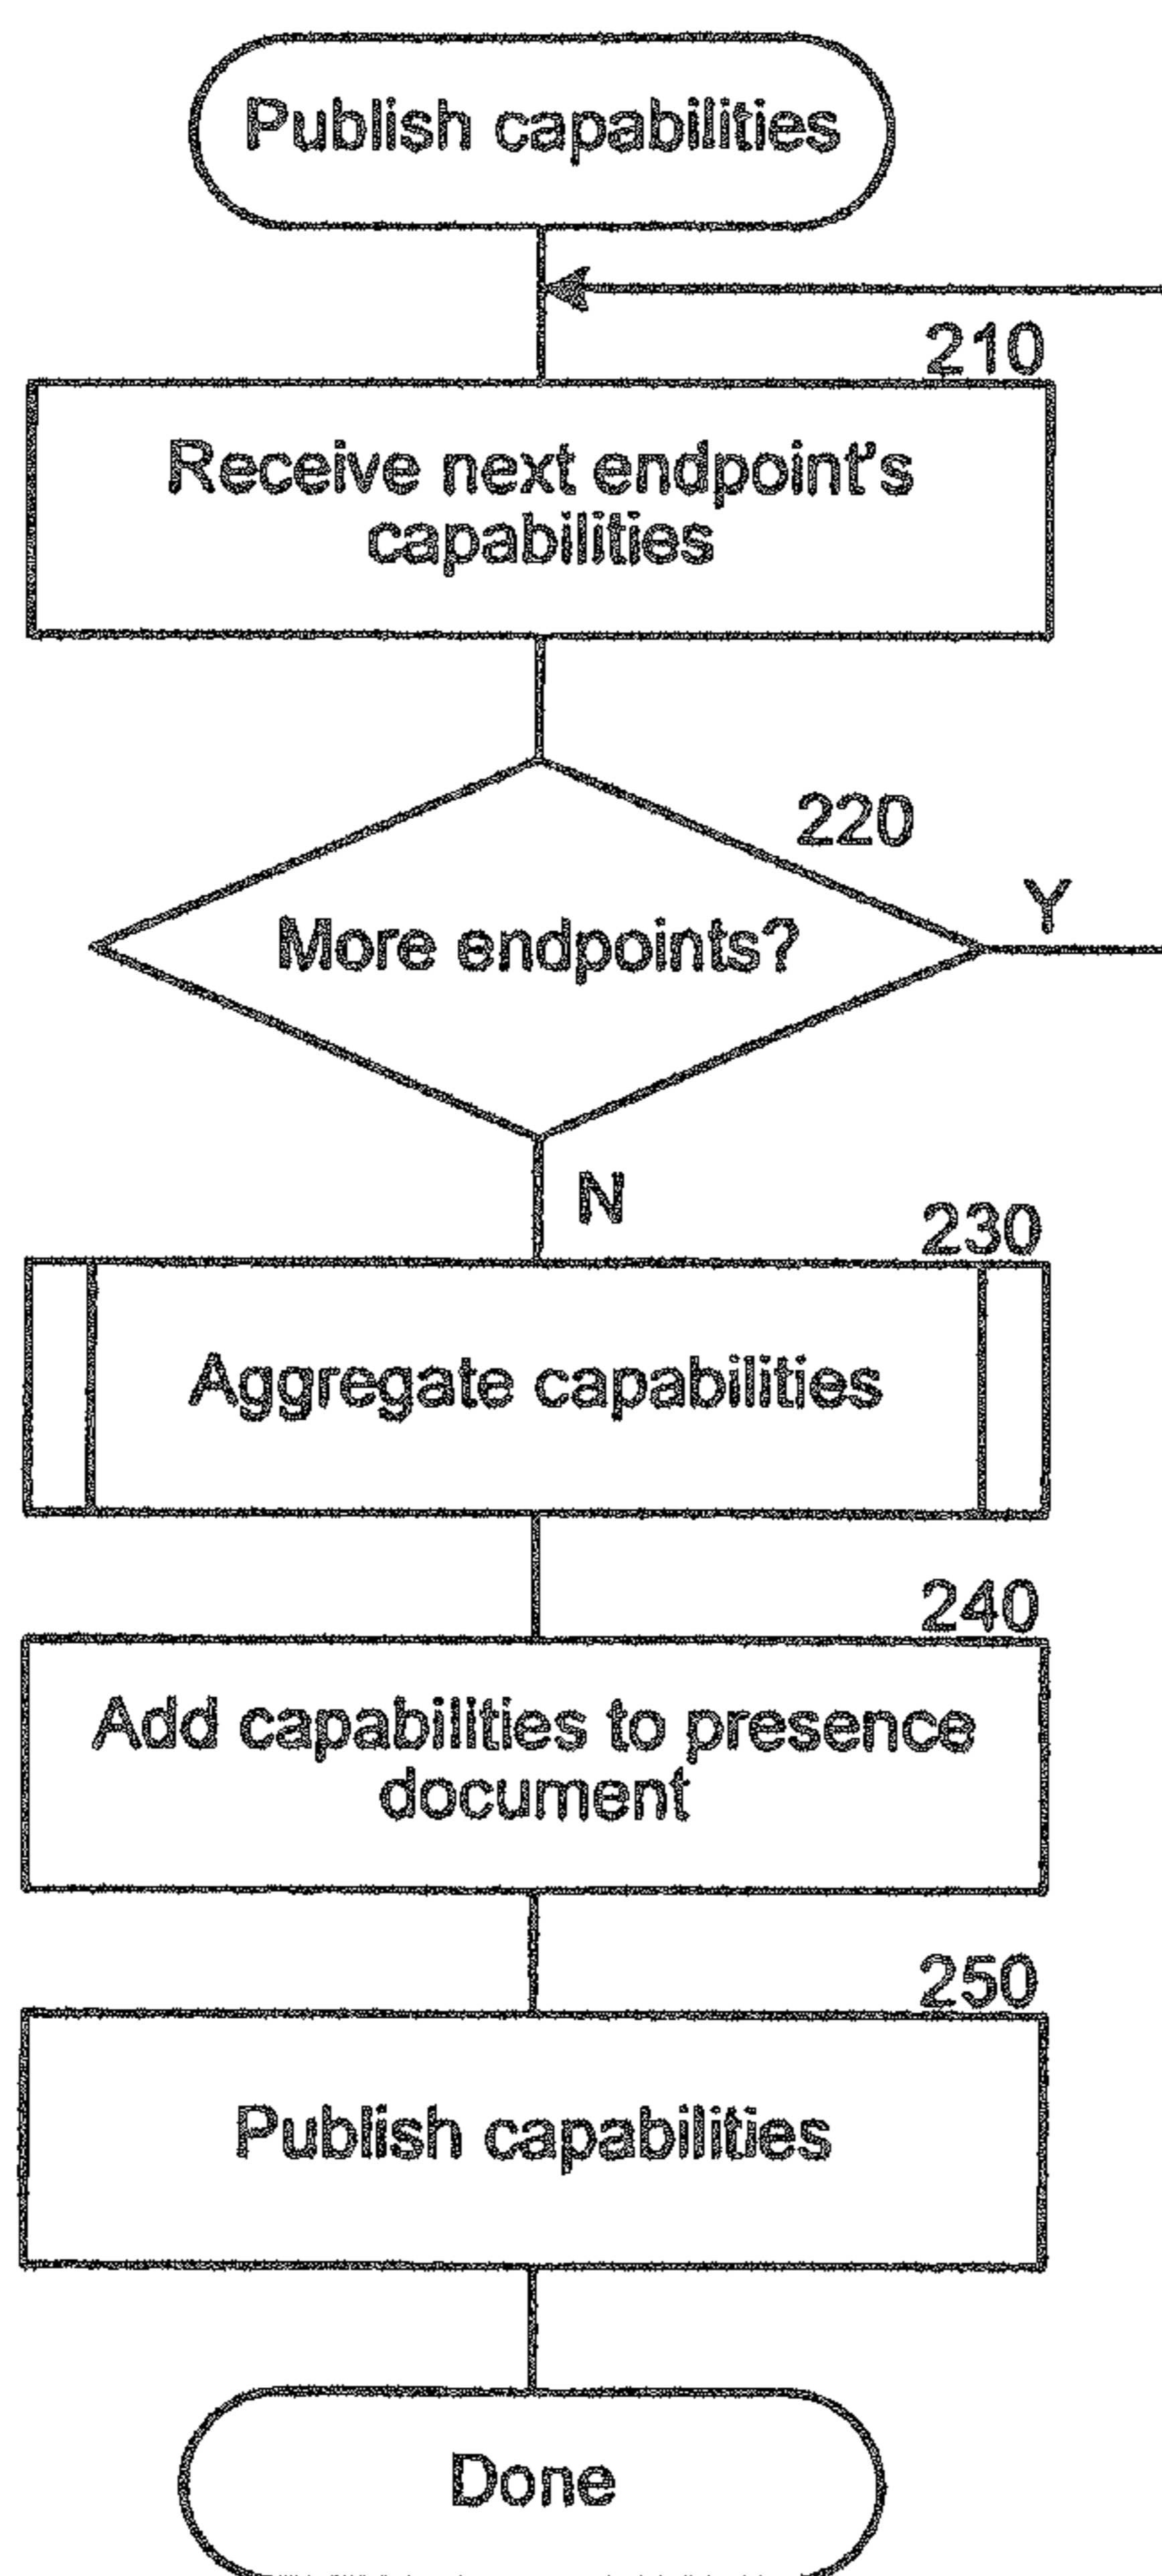 Publish capabilities
210
Receive next endpoint's
capabilities
220
More endpoints?
Y
N
230
Aggregate capabilities
240
Add capabilities to presence
document
250
Publish capabilities
Done